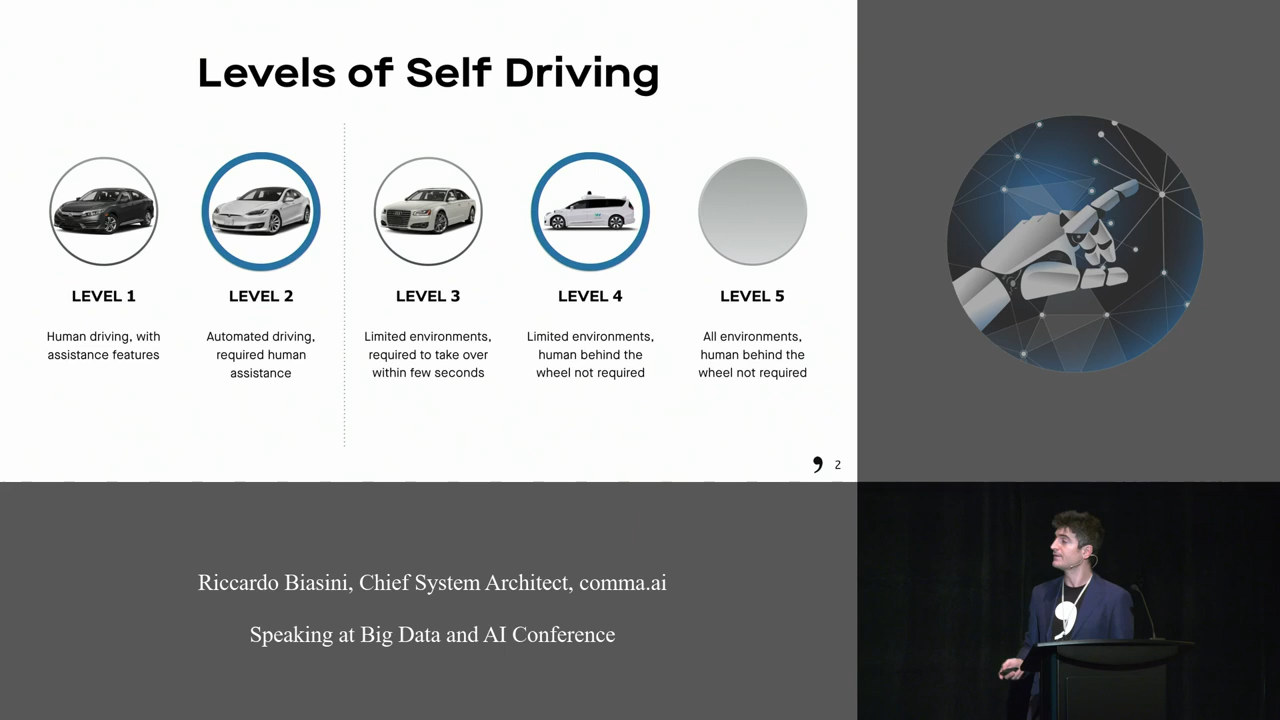 Levels of Self Driving
LEVEL 1
Human driving, with
assistance features
LEVEL 2
Automated driving,
required human
assistance
LEVEL 3
Limited environments,
required to take over
within few seconds
LEVEL 4
Limited environments,
human behind the
wheel not required
LEVEL 5
All environments,
human behind the
wheel not required
2
Riccardo Biasini, Chief System Architect, comma.ai
Speaking at Big Data and AI Conference